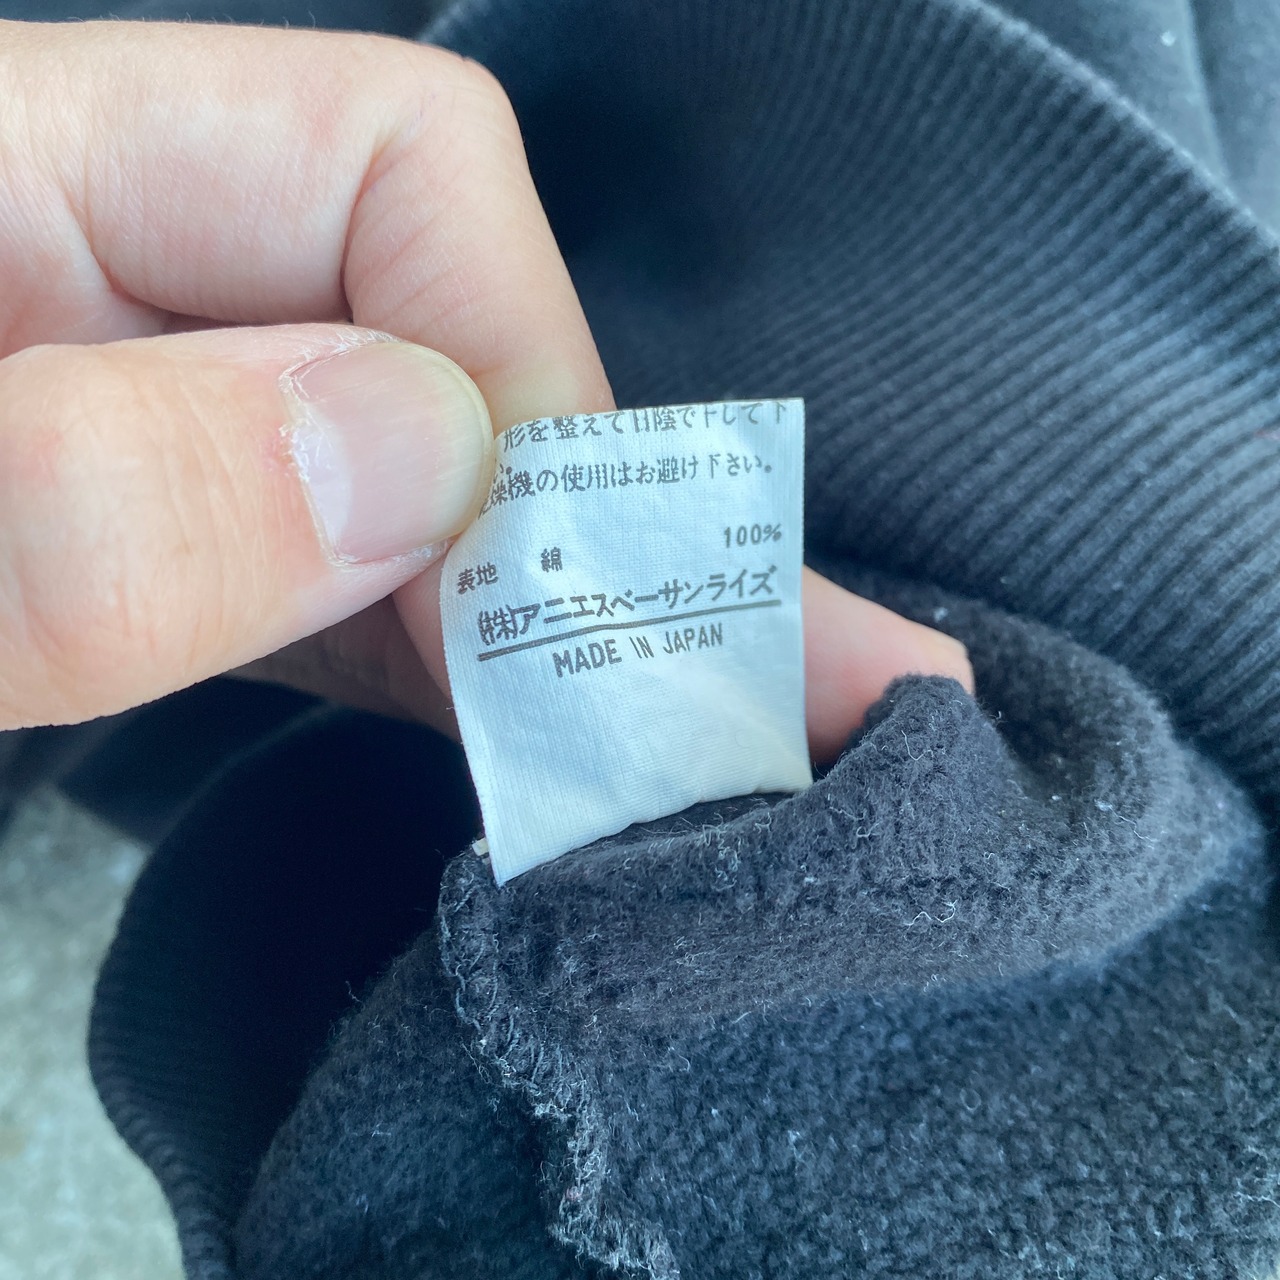 形を整えて日陰で干して下
い。
乾燥機の使用はお避け下さい。
表地 綿 100%
(株)アニエスベーサンライズ
MADE IN JAPAN